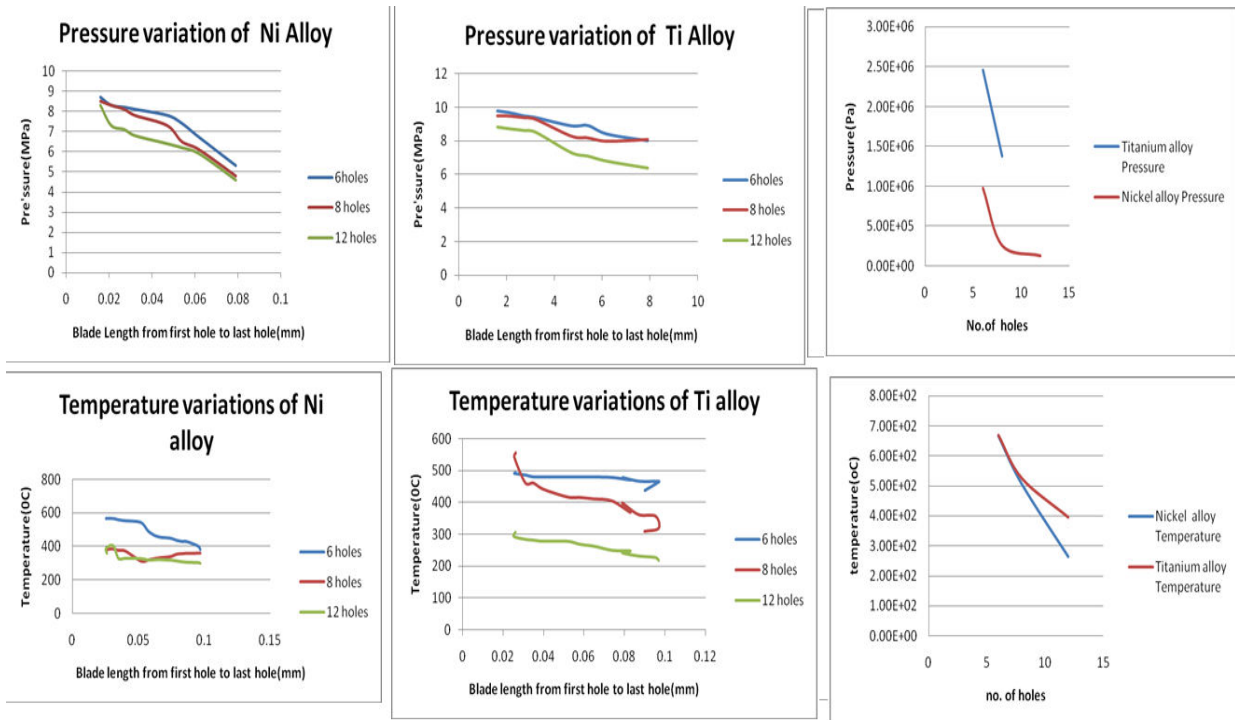 Pressure variation of Ni Alloy
10
9
8
7
6
5
4
3
2
1
0
Pre'ssure(MPa)
0 0.02 0.04 0.06 0.08 0.1
Blade Length from first hole to last hole(mm)
6holes
8 holes
12 holes
Pressure variation of Ti Alloy
12
10
8
6
4
2
0
Pre'ssure(MPa)
0 2 4 6 8 10
Blade Length from first hole to last hole(mm)
6holes
8 holes
12 holes
3.00E+06
2.50E+06
2.00E+06
1.50E+06
1.00E+06
5.00E+05
0.00E+00
Pressure(Pa)
0 5 10 15
No.of holes
Titanium alloy
Pressure
Nickel alloy Pressure
Temperature variations of Ni
alloy
800
600
400
200
0
Temperature(0C)
0 0.05 0.1 0.15
Blade length from first hole to last hole(mm)
6 holes
8 holes
12 holes
Temperature variations of Ti alloy
600
500
400
300
200
100
0
Temperature(0C)
0.02 0.04 0.06 0.08 0.1 0.12
0
Blade length from first hole to last hole(mm)
6 holes
8 holes
12 holes
8.00E+02
7.00E+02
6.00E+02
5.00E+02
4.00E+02
3.00E+02
2.00E+02
1.00E+02
0.00E+00
temperature(oC)
0 5 10 15
no. of holes
Nickel alloy
Temperature
Titanium alloy
Temperature